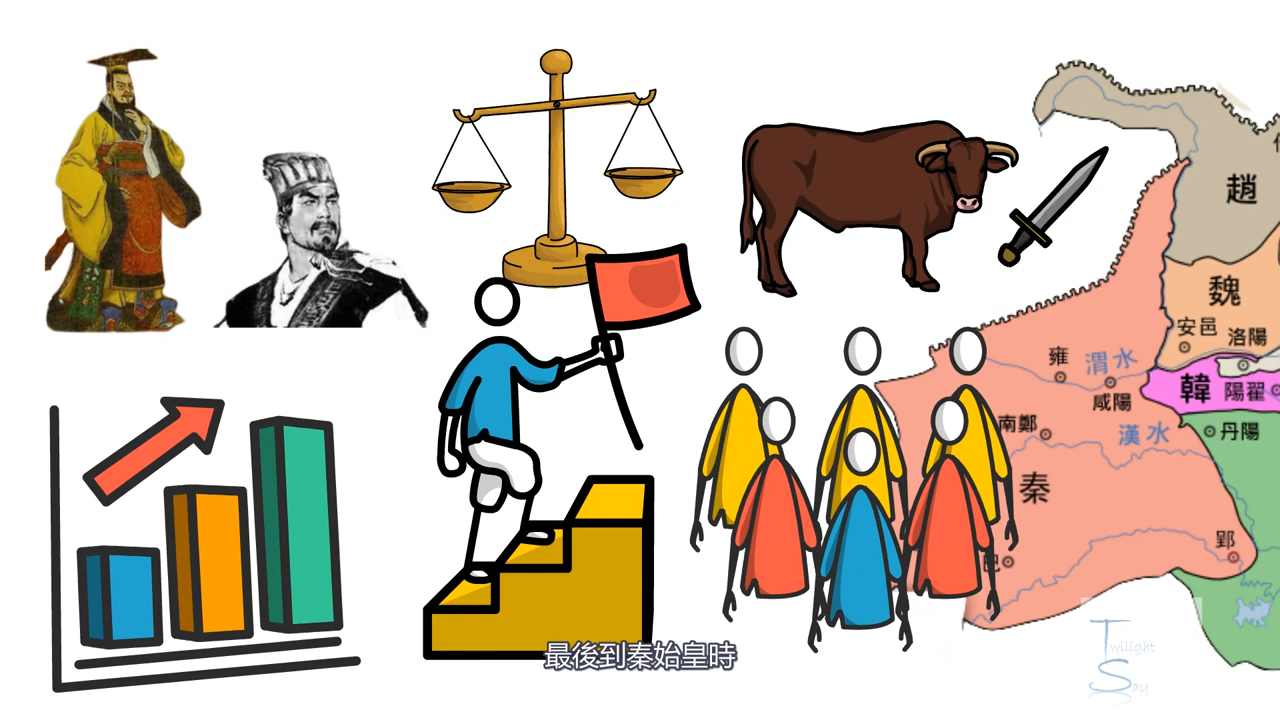 趙
魏
安邑
洛陽
雍
渭水
韓
陽翟
咸陽
南鄭
漢水
丹陽
秦
郢
巴
最後到秦始皇時
Twilight
Say